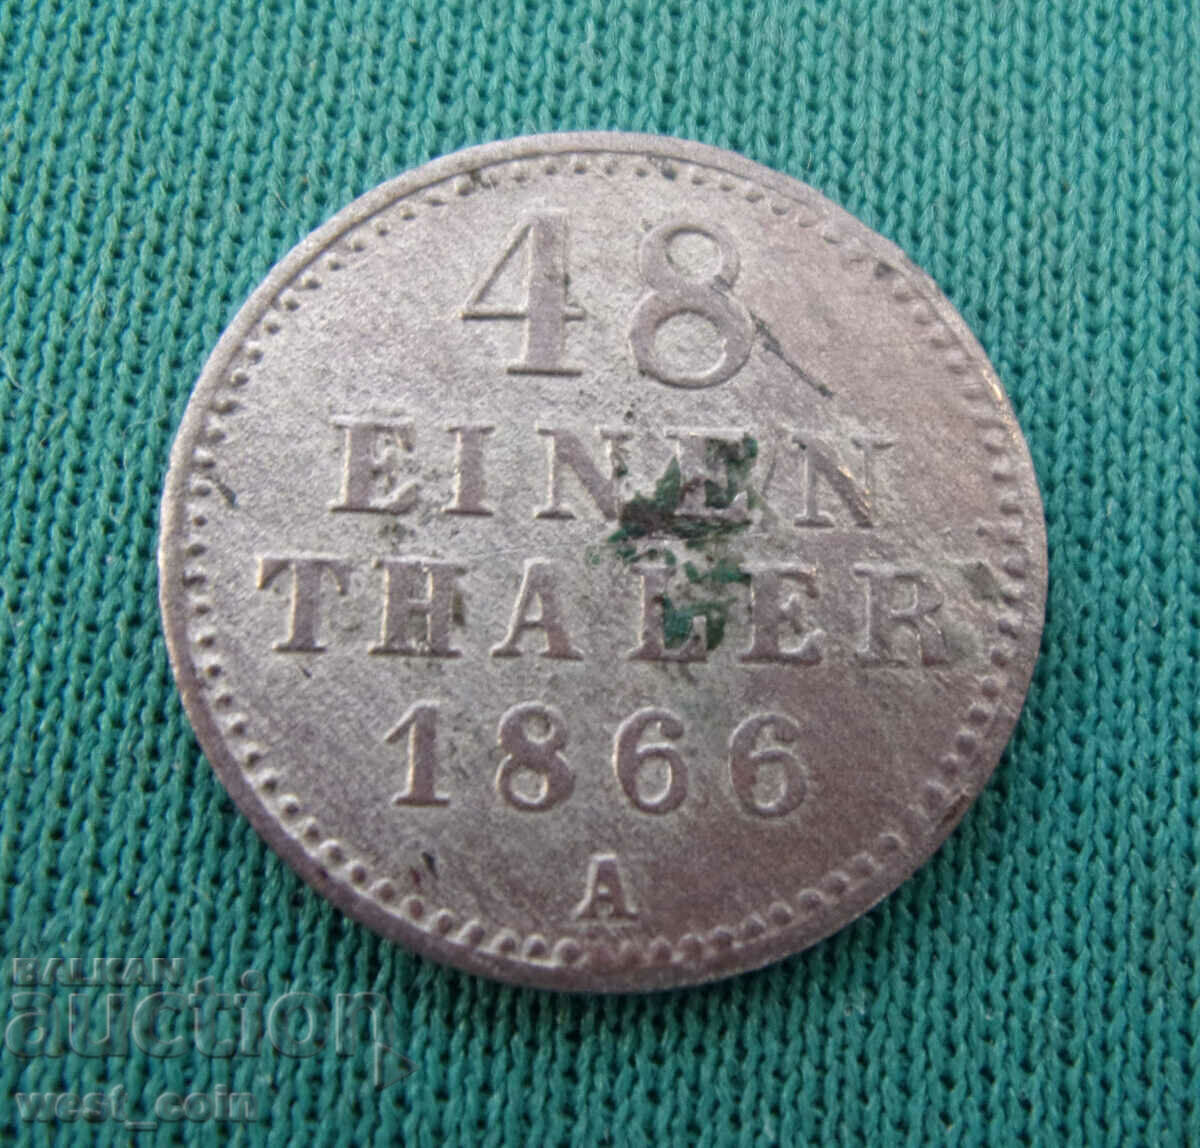 48
EINEN
THALER
1866
A
BALKAN
auction
west_coin